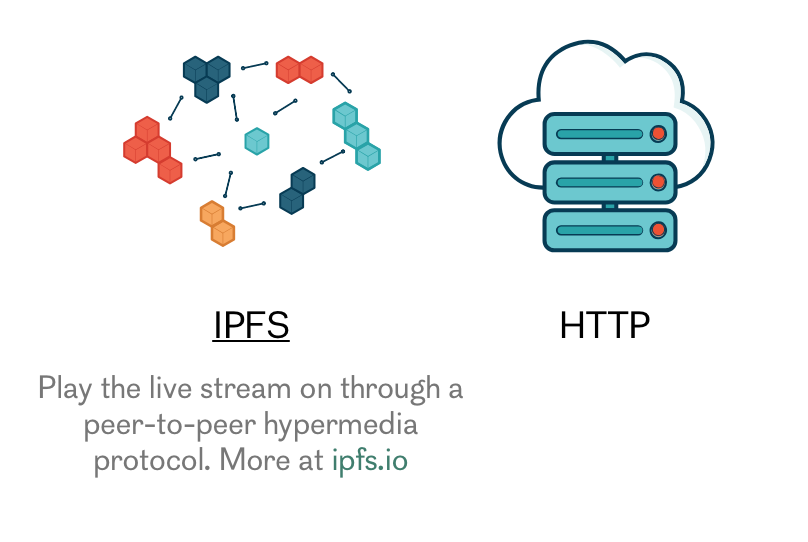 IPFS
HTTP
Play the live stream on through a
peer-to-peer hypermedia
protocol. More at ipfs.io